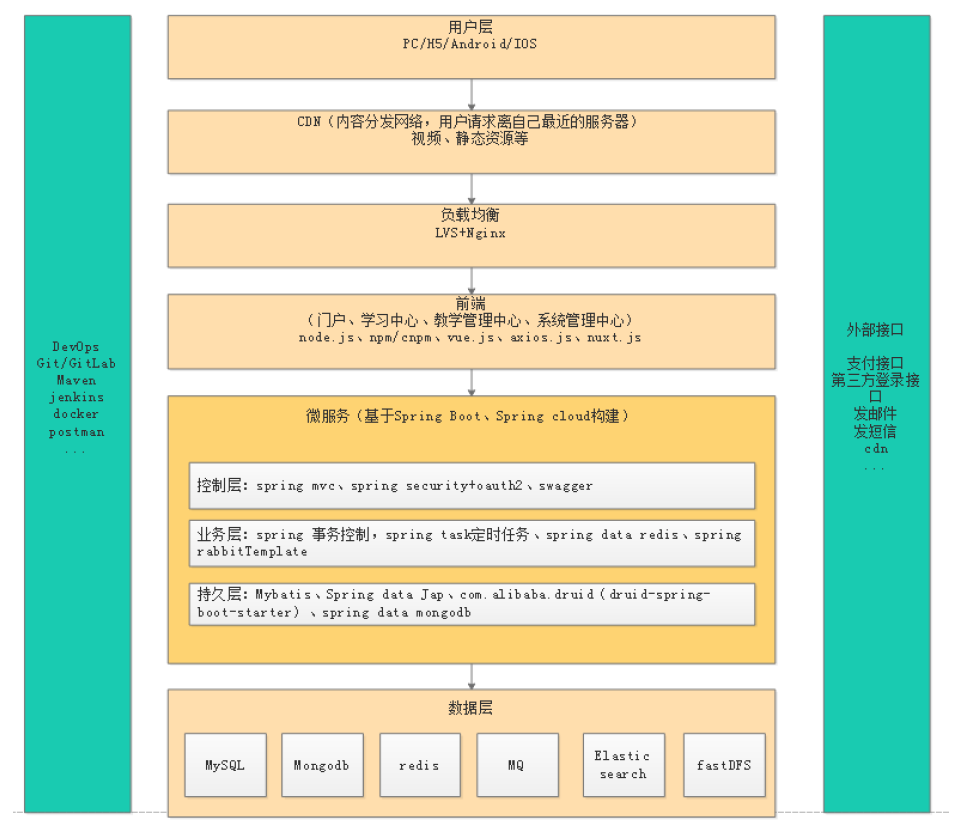 用户层
PC/H5/Android/IOS
CDN（内容分发网络，用户请求离自己最近的服务器）
视频、静态资源等
负载均衡
LVS+Nginx
前端
（门户、学习中心、教学管理中心、系统管理中心）
node.js、npm/cnpm、vue.js、axios.js、nuxt.js
微服务（基于Spring Boot、Spring cloud构建）
控制层：spring mvc、spring security+oauth2、swagger
业务层：spring 事务控制，spring task定时任务、spring data redis、spring
rabbitTemplate
持久层：Mybatis、Spring data Jap、com.alibaba.druid（druid-spring-
boot-starter）、spring data mongodb
数据层
MySQL
Mongodb
redis
MQ
Elastic
search
fastDFS
DevOps
Git/GitLab
Maven
jenkins
docker
postman
...
外部接口
支付接口
第三方登录接
口
发邮件
发短信
cdn
...